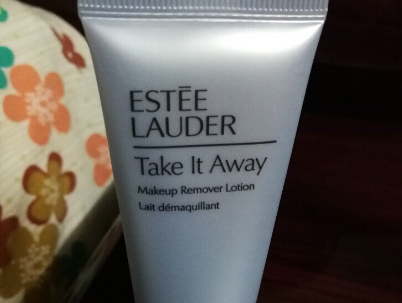 ESTĒE
LAUDER
Take It Away
Makeup Remover Lotion
Lait démaquillant